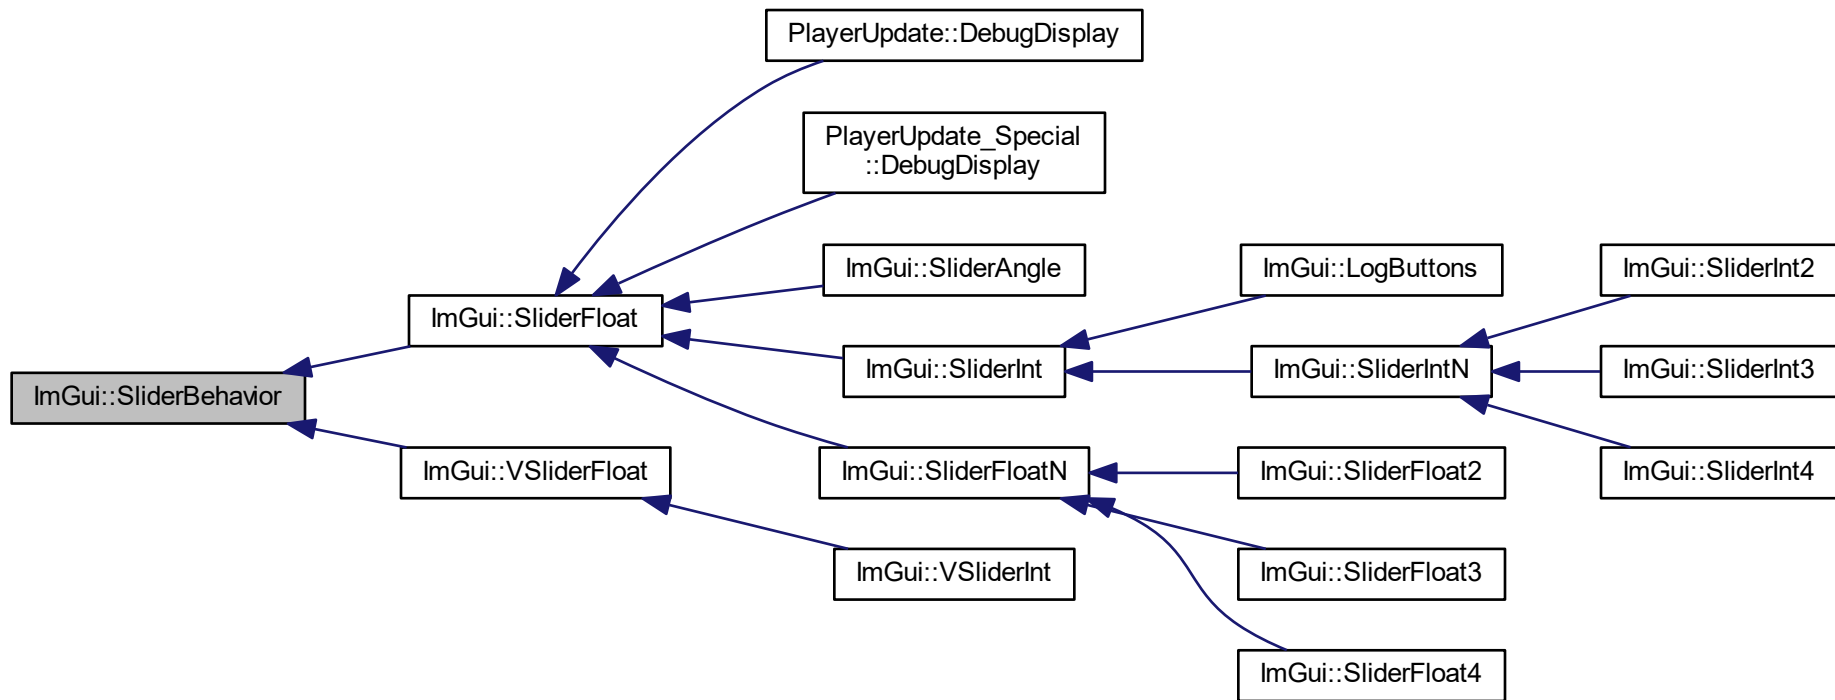 PlayerUpdate::DebugDisplay
PlayerUpdate_Special
::DebugDisplay
ImGui::SliderAngle
ImGui::LogButtons
ImGui::SliderInt2
ImGui::SliderFloat
ImGui::SliderInt
ImGui::SliderIntN
ImGui::SliderInt3
ImGui::SliderBehavior
ImGui::VSliderFloat
ImGui::SliderFloatN
ImGui::SliderFloat2
ImGui::SliderInt4
ImGui::VSliderInt
ImGui::SliderFloat3
ImGui::SliderFloat4